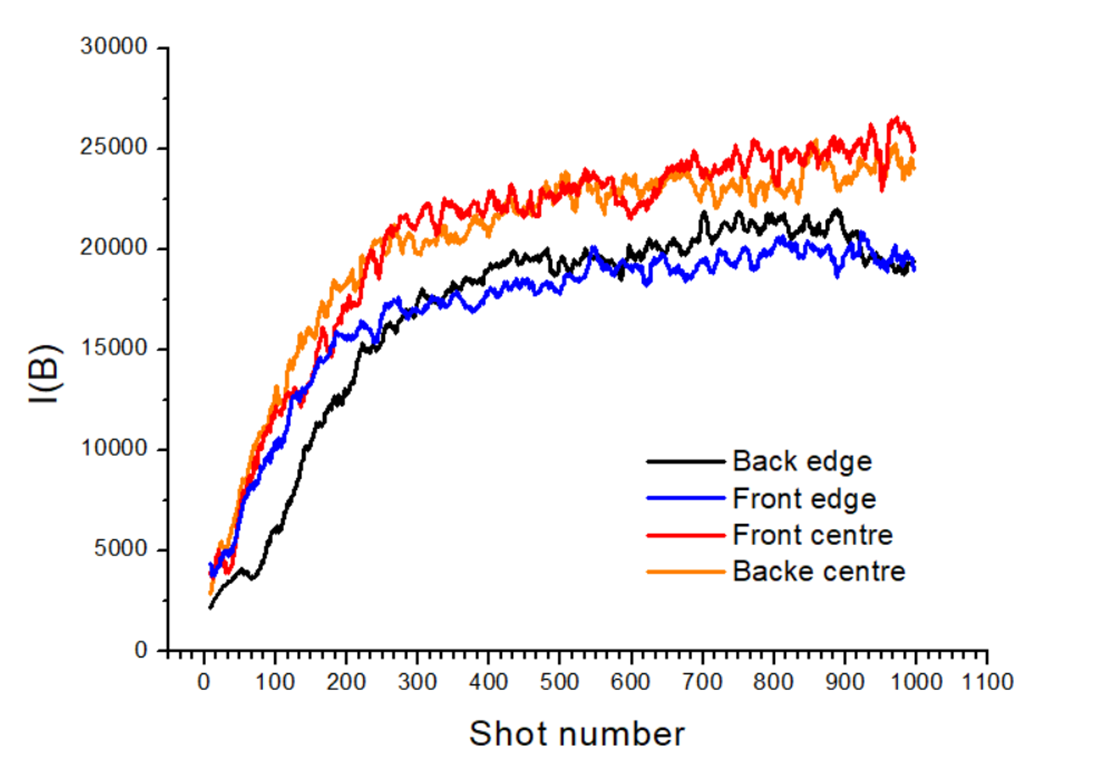 30000
25000
20000
15000
10000
5000
0
I(B)
Back edge
Front edge
Front centre
Backe centre
0 100 200 300 400 500 600 700 800 900 1000 1100
Shot number